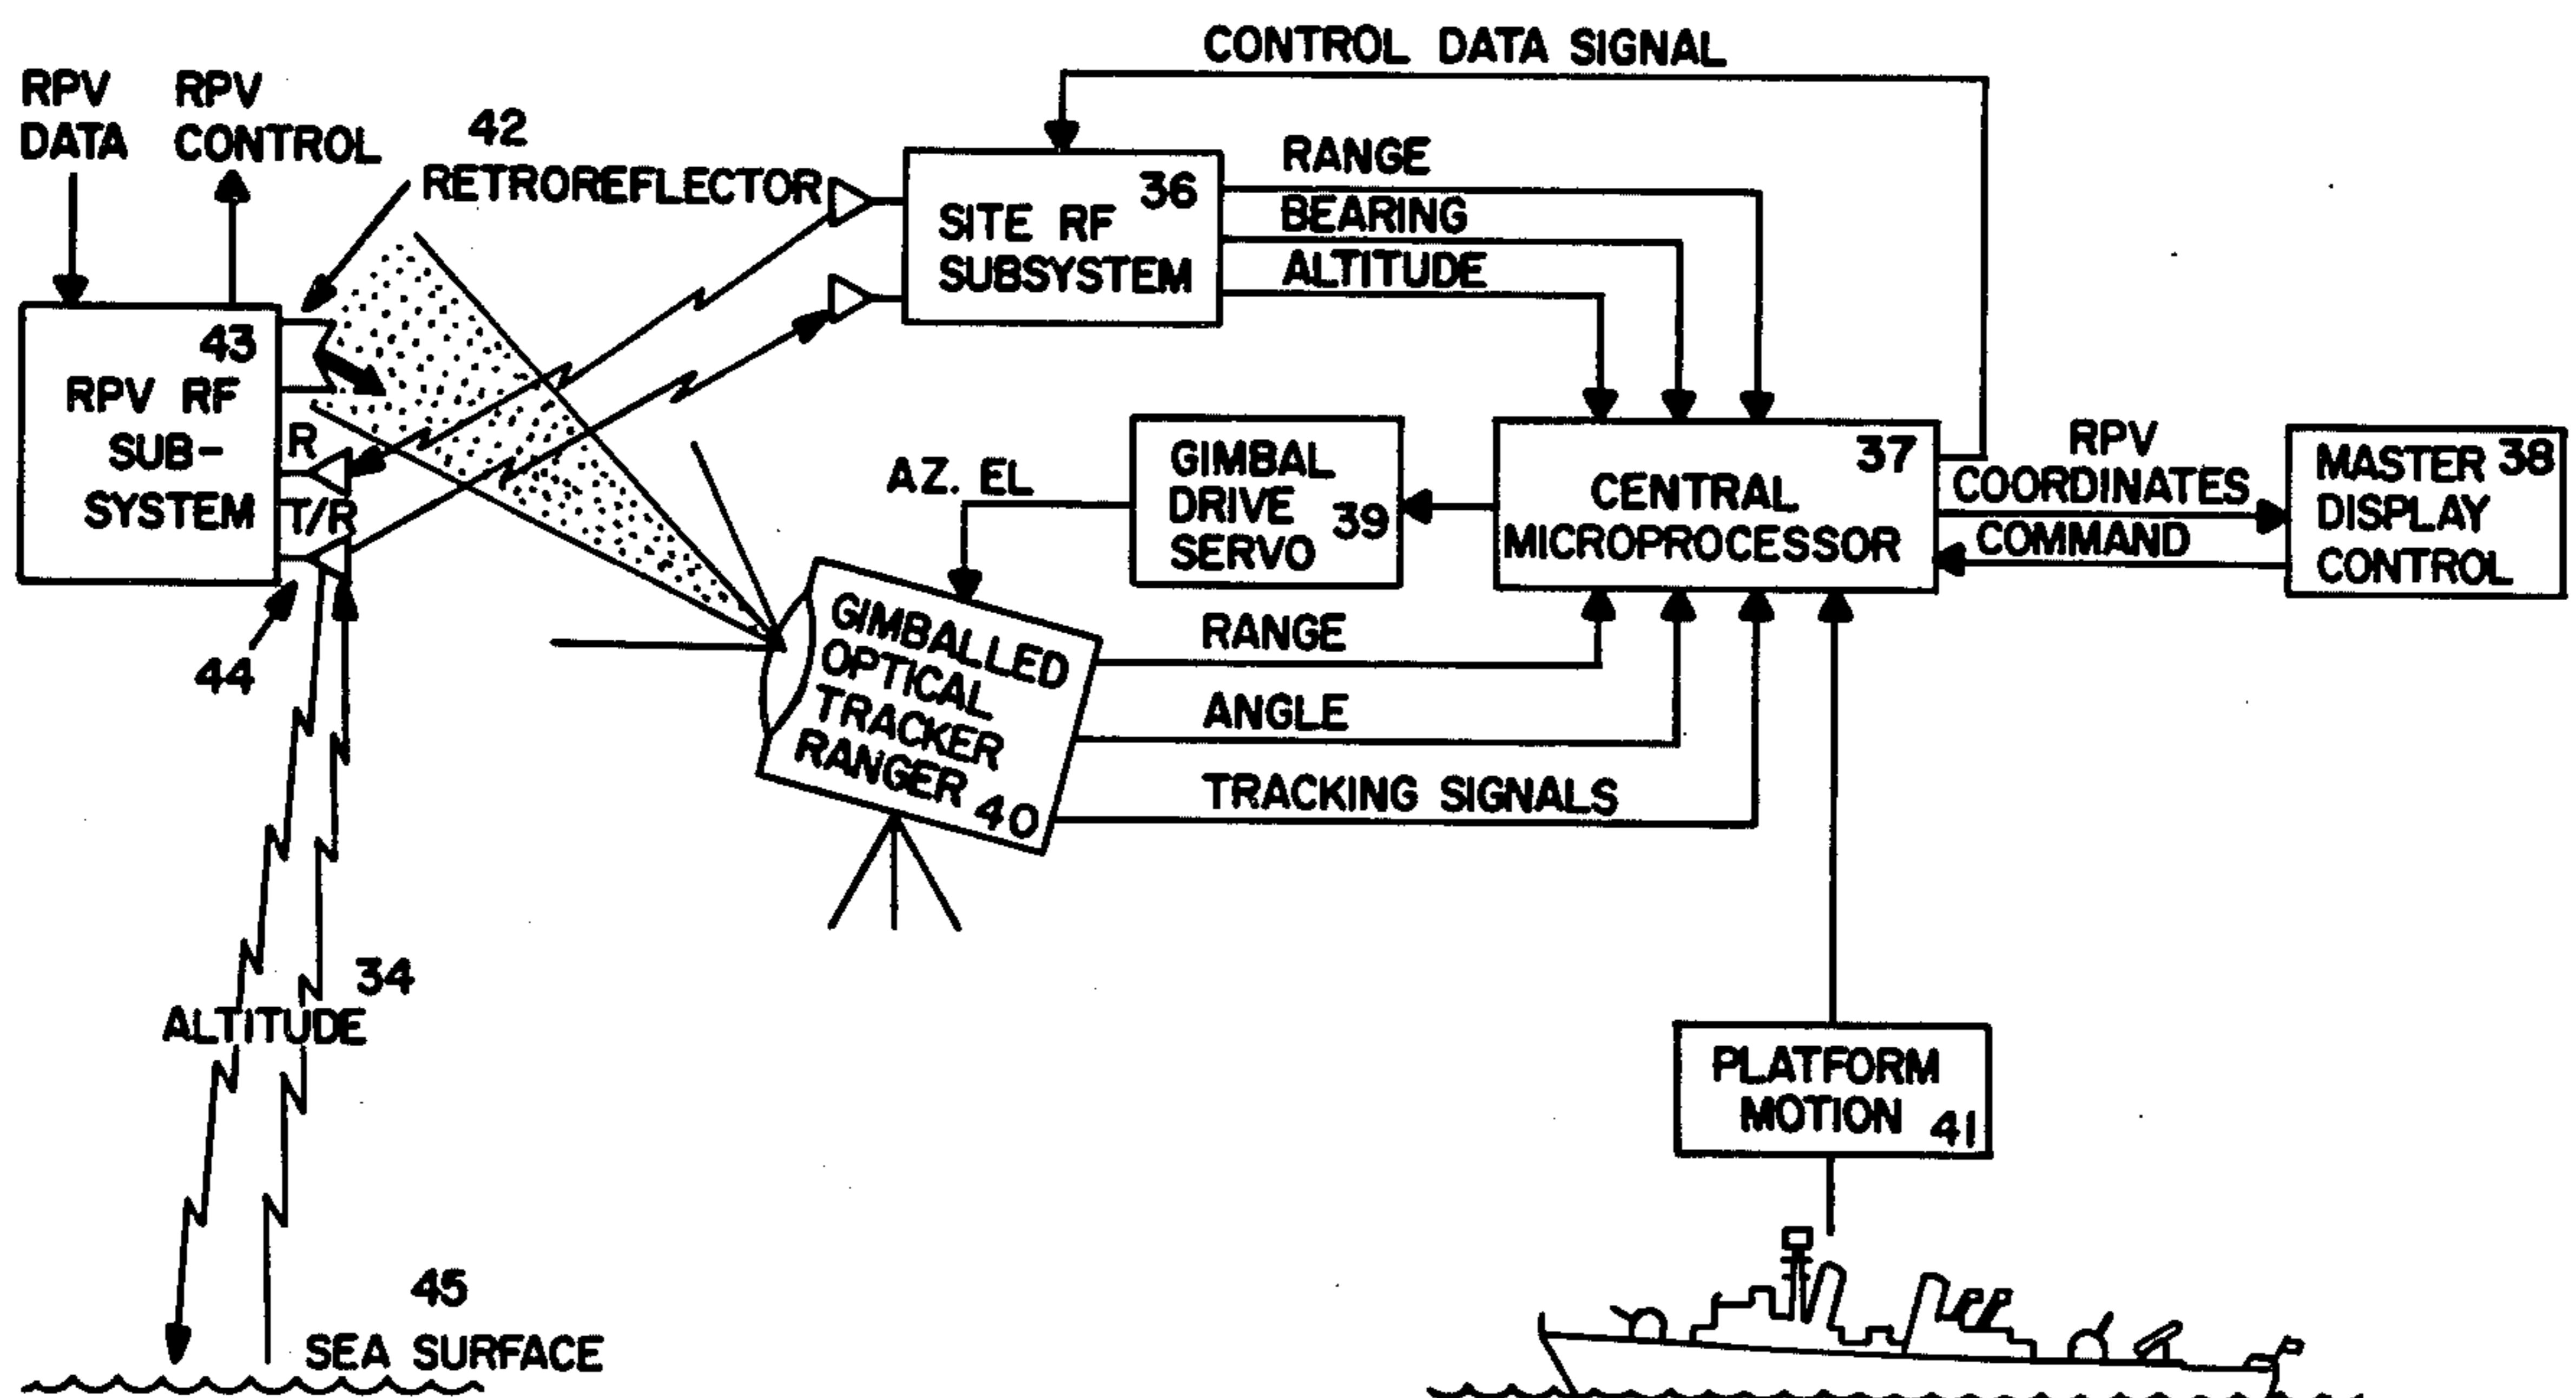 CONTROL DATA SIGNAL
RPV DATA
RPV CONTROL
42
RETROREFLECTOR
36
SITE RF
SUBSYSTEM
RANGE
BEARING
ALTITUDE
43
RPV RF
SUB-
SYSTEM
R
T/R
44
AZ. EL
GIMBAL
DRIVE
SERVO 39
37
CENTRAL
MICROPROCESSOR
RPV
COORDINATES
COMMAND
MASTER 38
DISPLAY
CONTROL
GIMBALLED
OPTICAL
TRACKER
RANGER 40
RANGE
ANGLE
TRACKING SIGNALS
34
ALTITUDE
PLATFORM
MOTION 41
45
SEA SURFACE